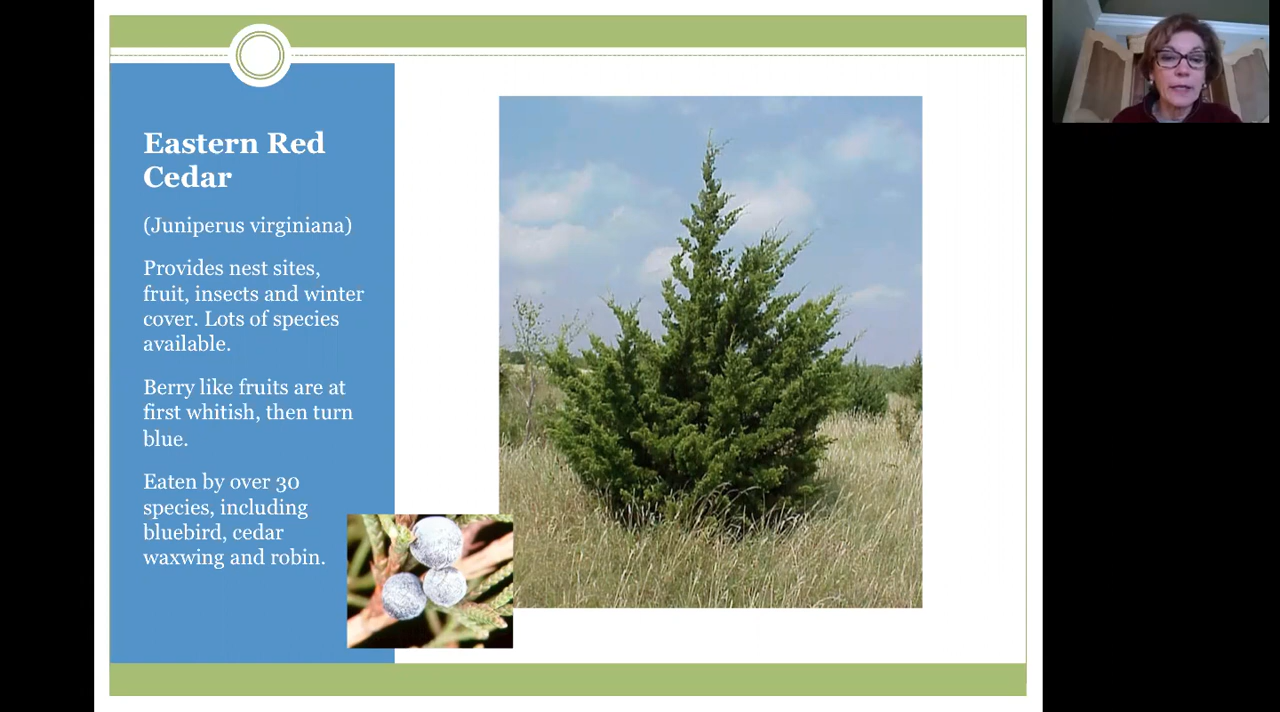 Eastern Red
Cedar
(Juniperus virginiana)
Provides nest sites,
fruit, insects and winter
cover. Lots of species
available.
Berry like fruits are at
first whitish, then turn
blue.
Eaten by over 30
species, including
bluebird, cedar
waxwing and robin.